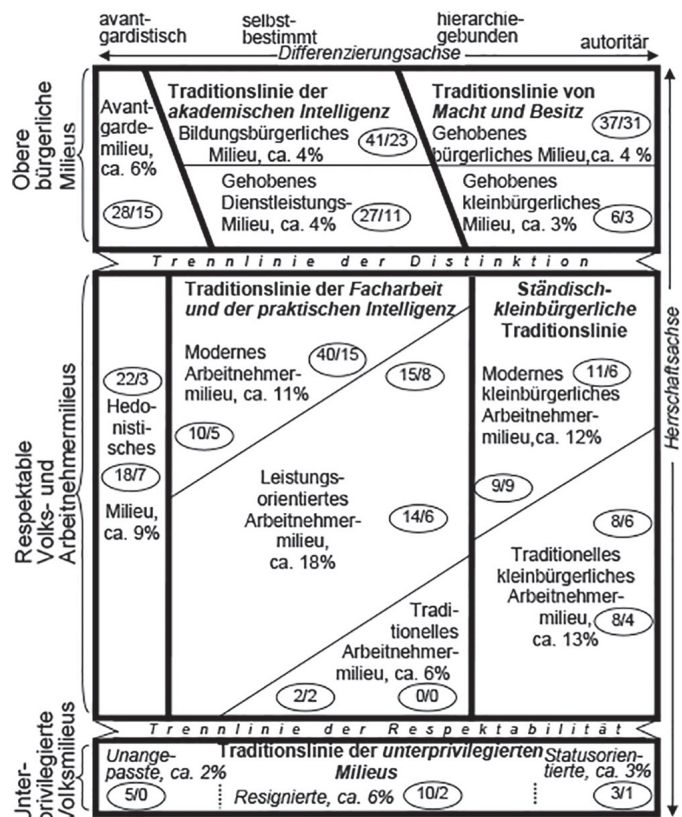 avant-
gardistisch
selbst-
bestimmt
hierarchie-
gebunden
autoritär
Differenzierungsachse
Obere
bürgerliche
Milieus
Avant-
garde-
milieu,
ca. 6%
28/15
Traditionslinie der
akademischen Intelligenz
Bildungsbürgerliches
Milieu, ca. 4%
41/23
Gehobenes
Dienstleistungs-
Milieu, ca. 4%
27/11
Traditionslinie von
Macht und Besitz
37/31
Gehobenes
bürgerliches Milieu,ca. 4 %
Gehobenes
kleinbürgerliches
Milieu, ca. 3%
6/3
Trennlinie der Distinktion
Herrschaftsachse
Respektable
Volks- und
Arbeitnehmermilieus
22/3
Hedo-
nisti-
sches
18/7
Milieu,
ca. 9%
Traditionslinie der Facharbeit
und der praktischen Intelligenz
Modernes
Arbeitnehmer-
milieu, ca. 11%
40/15
15/8
10/5
Leistungs-
orientiertes
Arbeitnehmer-
milieu,
ca. 18%
14/6
Tradi-
tionelles
Arbeitnehmer-
milieu, ca. 6%
2/2
0/0
Ständisch-
kleinbürgerliche
Traditionslinie
Modernes
kleinbürgerliches
Arbeitnehmer-
milieu,ca. 12%
11/6
9/9
8/6
Traditionelles
kleinbürgerliches
Arbeitnehmer-
milieu,
ca. 13%
8/4
Trennlinie der Respektabilität
Unter-
privilegierte
Volksmilieus
Traditionslinie der unterprivilegierten
Milieus
Unange-
passte, ca. 2%
5/0
Resignierte, ca. 6%
10/2
Statusorien-
tierte, ca. 3%
3/1